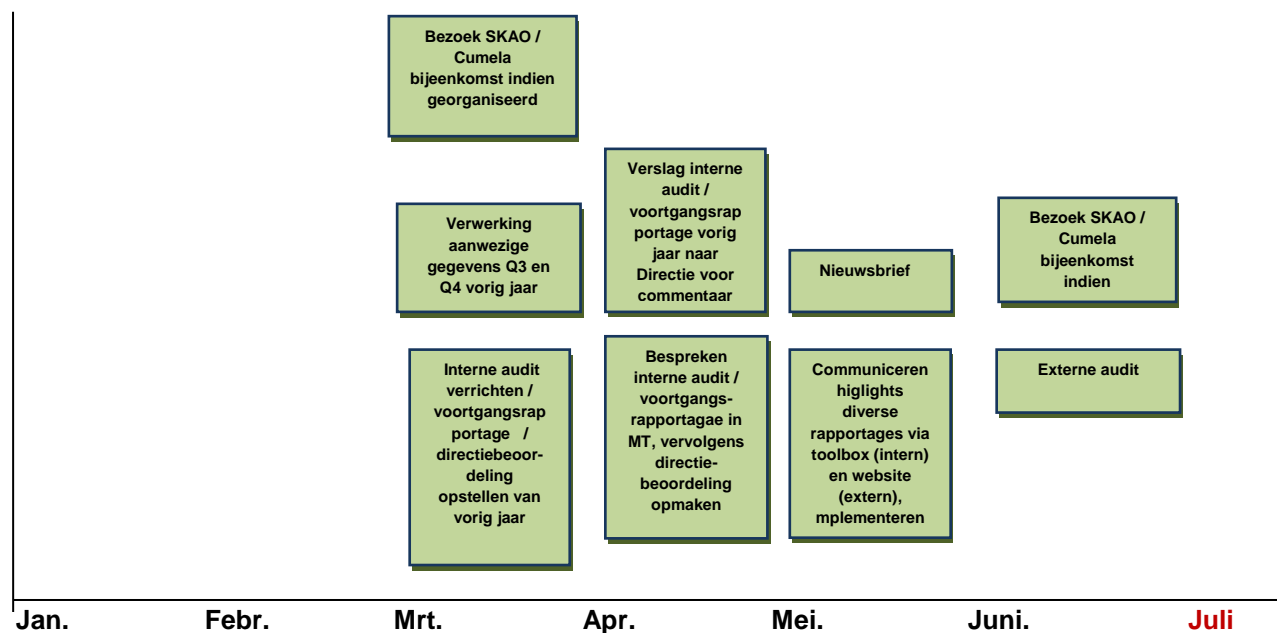 Bezoek SKAO /
Cumela
bijeenkomst indien
georganiseerd
Verwerking
aanwezige
gegevens Q3 en
Q4 vorig jaar
Interne audit
verrichten /
voortgangsrap
portage /
directiebeoor-
deling
opstellen van
vorig jaar
Verslag interne
audit /
voortgangsrap
portage vorig
jaar naar
Directie voor
commentaar
Bespreken
interne audit /
voortgangs-
rapportagae in
MT, vervolgens
directie-
beoordeling
opmaken
Nieuwsbrief
Communiceren
higlights
diverse
rapportages via
toolbox (intern)
en website
(extern),
mplementeren
Bezoek SKAO /
Cumela
bijeenkomst
indien
Externe audit
Jan. Febr. Mrt. Apr. Mei. Juni. Juli